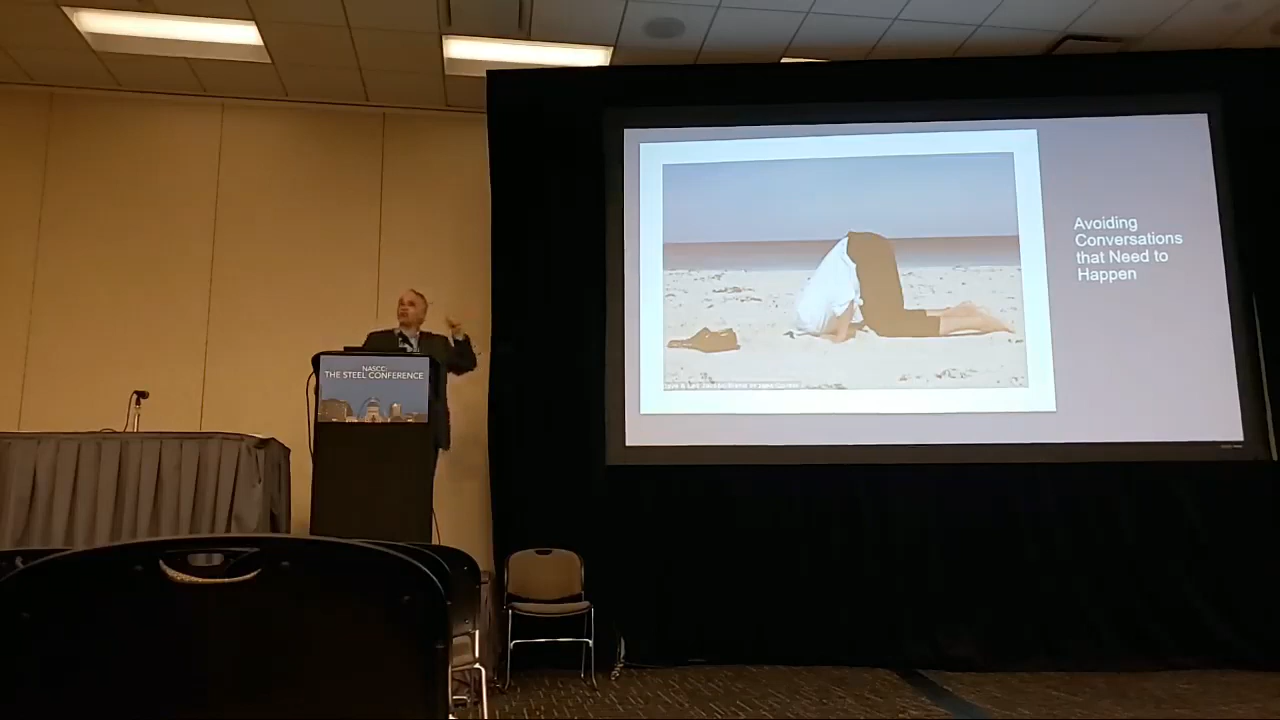 NASCC:
THE STEEL CONFERENCE
Avoiding
Conversations
that Need to
Happen